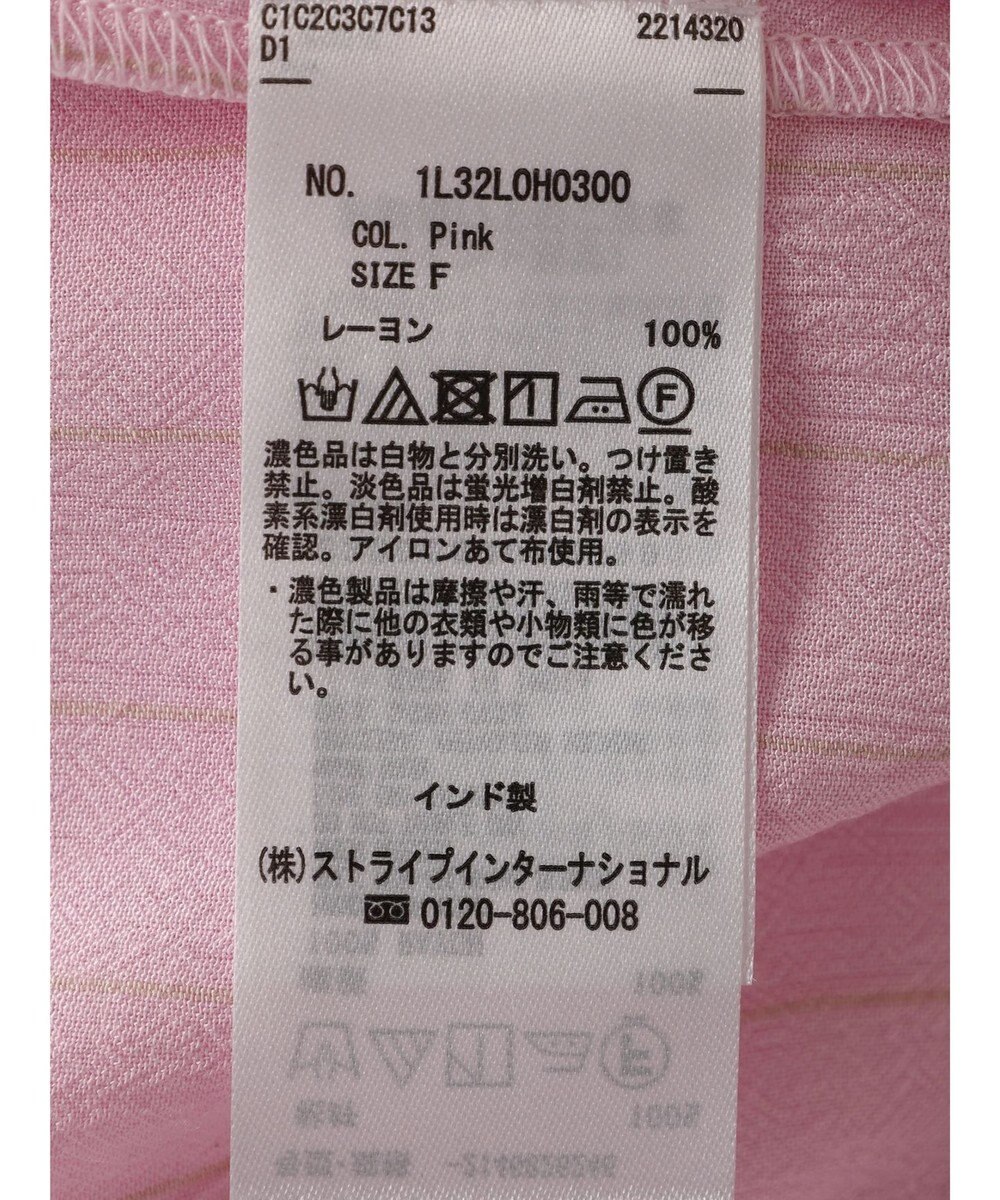 C1C2C3C7C13 2214320
D1
NO. 1L32L0H0300
COL. Pink
SIZE F
レーヨン 100%
F
濃色品は白物と分別洗い。つけ置き
禁止。淡色品は蛍光増白剤禁止。酸
素系漂白剤使用時は漂白剤の表示を
確認。アイロンあて布使用。
・濃色製品は摩擦や汗、雨等で濡れ
た際に他の衣類や小物類に色が移
る事がありますのでご注意くださ
い。
インド製
(株)ストライプインターナショナル
0120-806-008